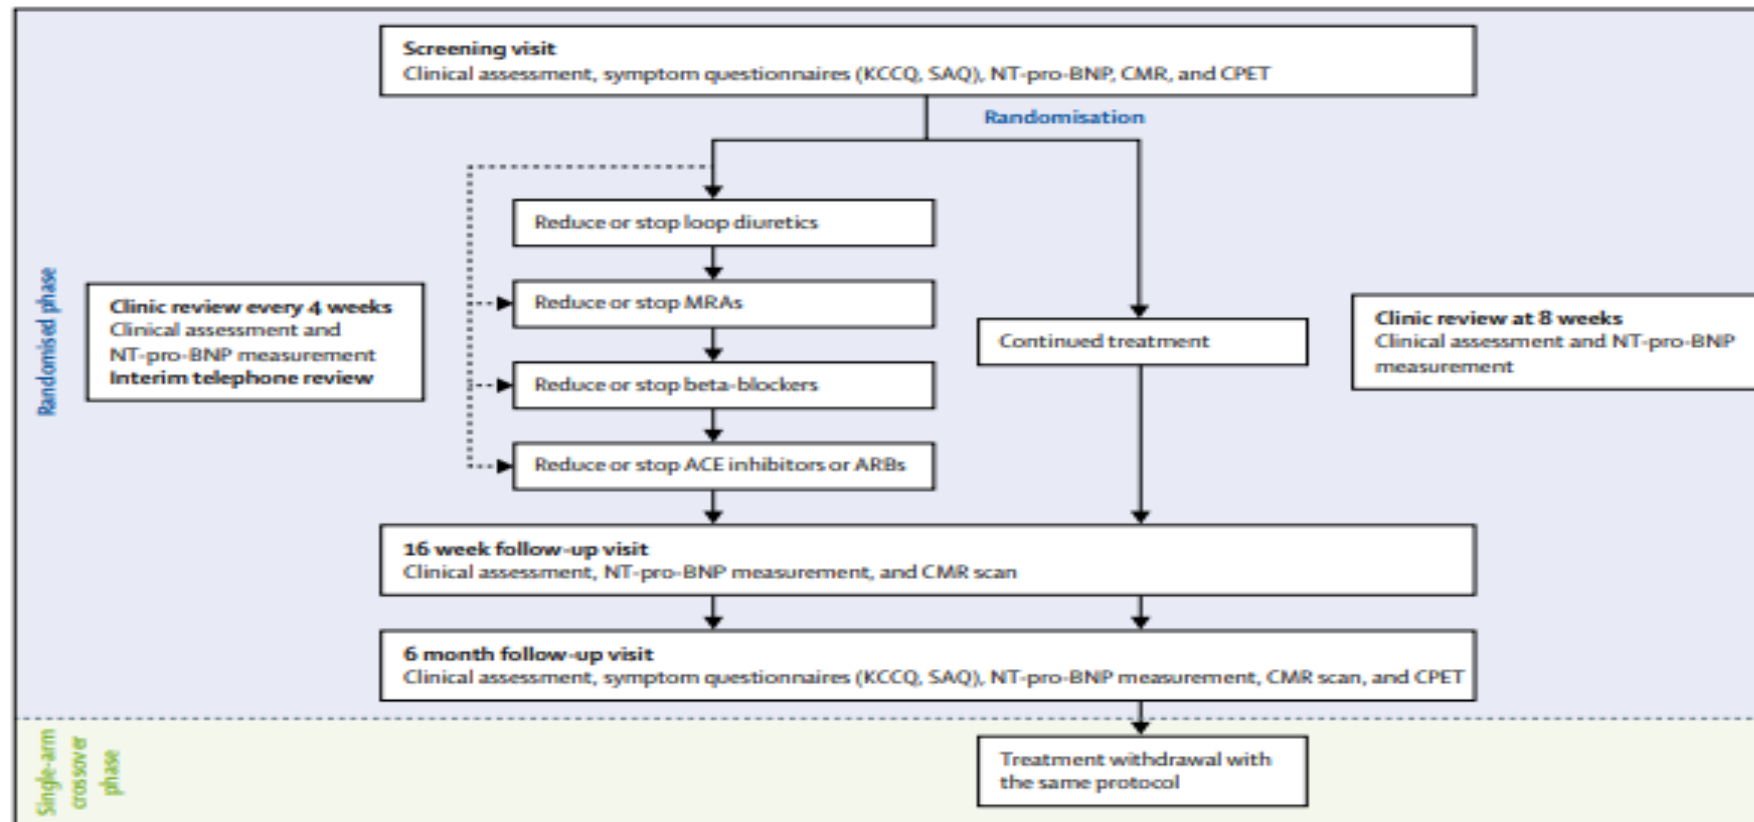 Screening visit
Clinical assessment, symptom questionnaires (KCCQ, SAQ), NT-pro-BNP, CMR, and CPET
Randomisation
Reduce or stop loop diuretics
Reduce or stop MRAs
Reduce or stop beta-blockers
Reduce or stop ACE inhibitors or ARBs
Randomised phase
Clinic review every 4 weeks
Clinical assessment and
NT-pro-BNP measurement
Interim telephone review
Continued treatment
Clinic review at 8 weeks
Clinical assessment and NT-pro-BNP
measurement
16 week follow-up visit
Clinical assessment, NT-pro-BNP measurement, and CMR scan
6 month follow-up visit
Clinical assessment, symptom questionnaires (KCCQ, SAQ), NT-pro-BNP measurement, CMR scan, and CPET
Single-arm
crossover
phase
Treatment withdrawal with
the same protocol